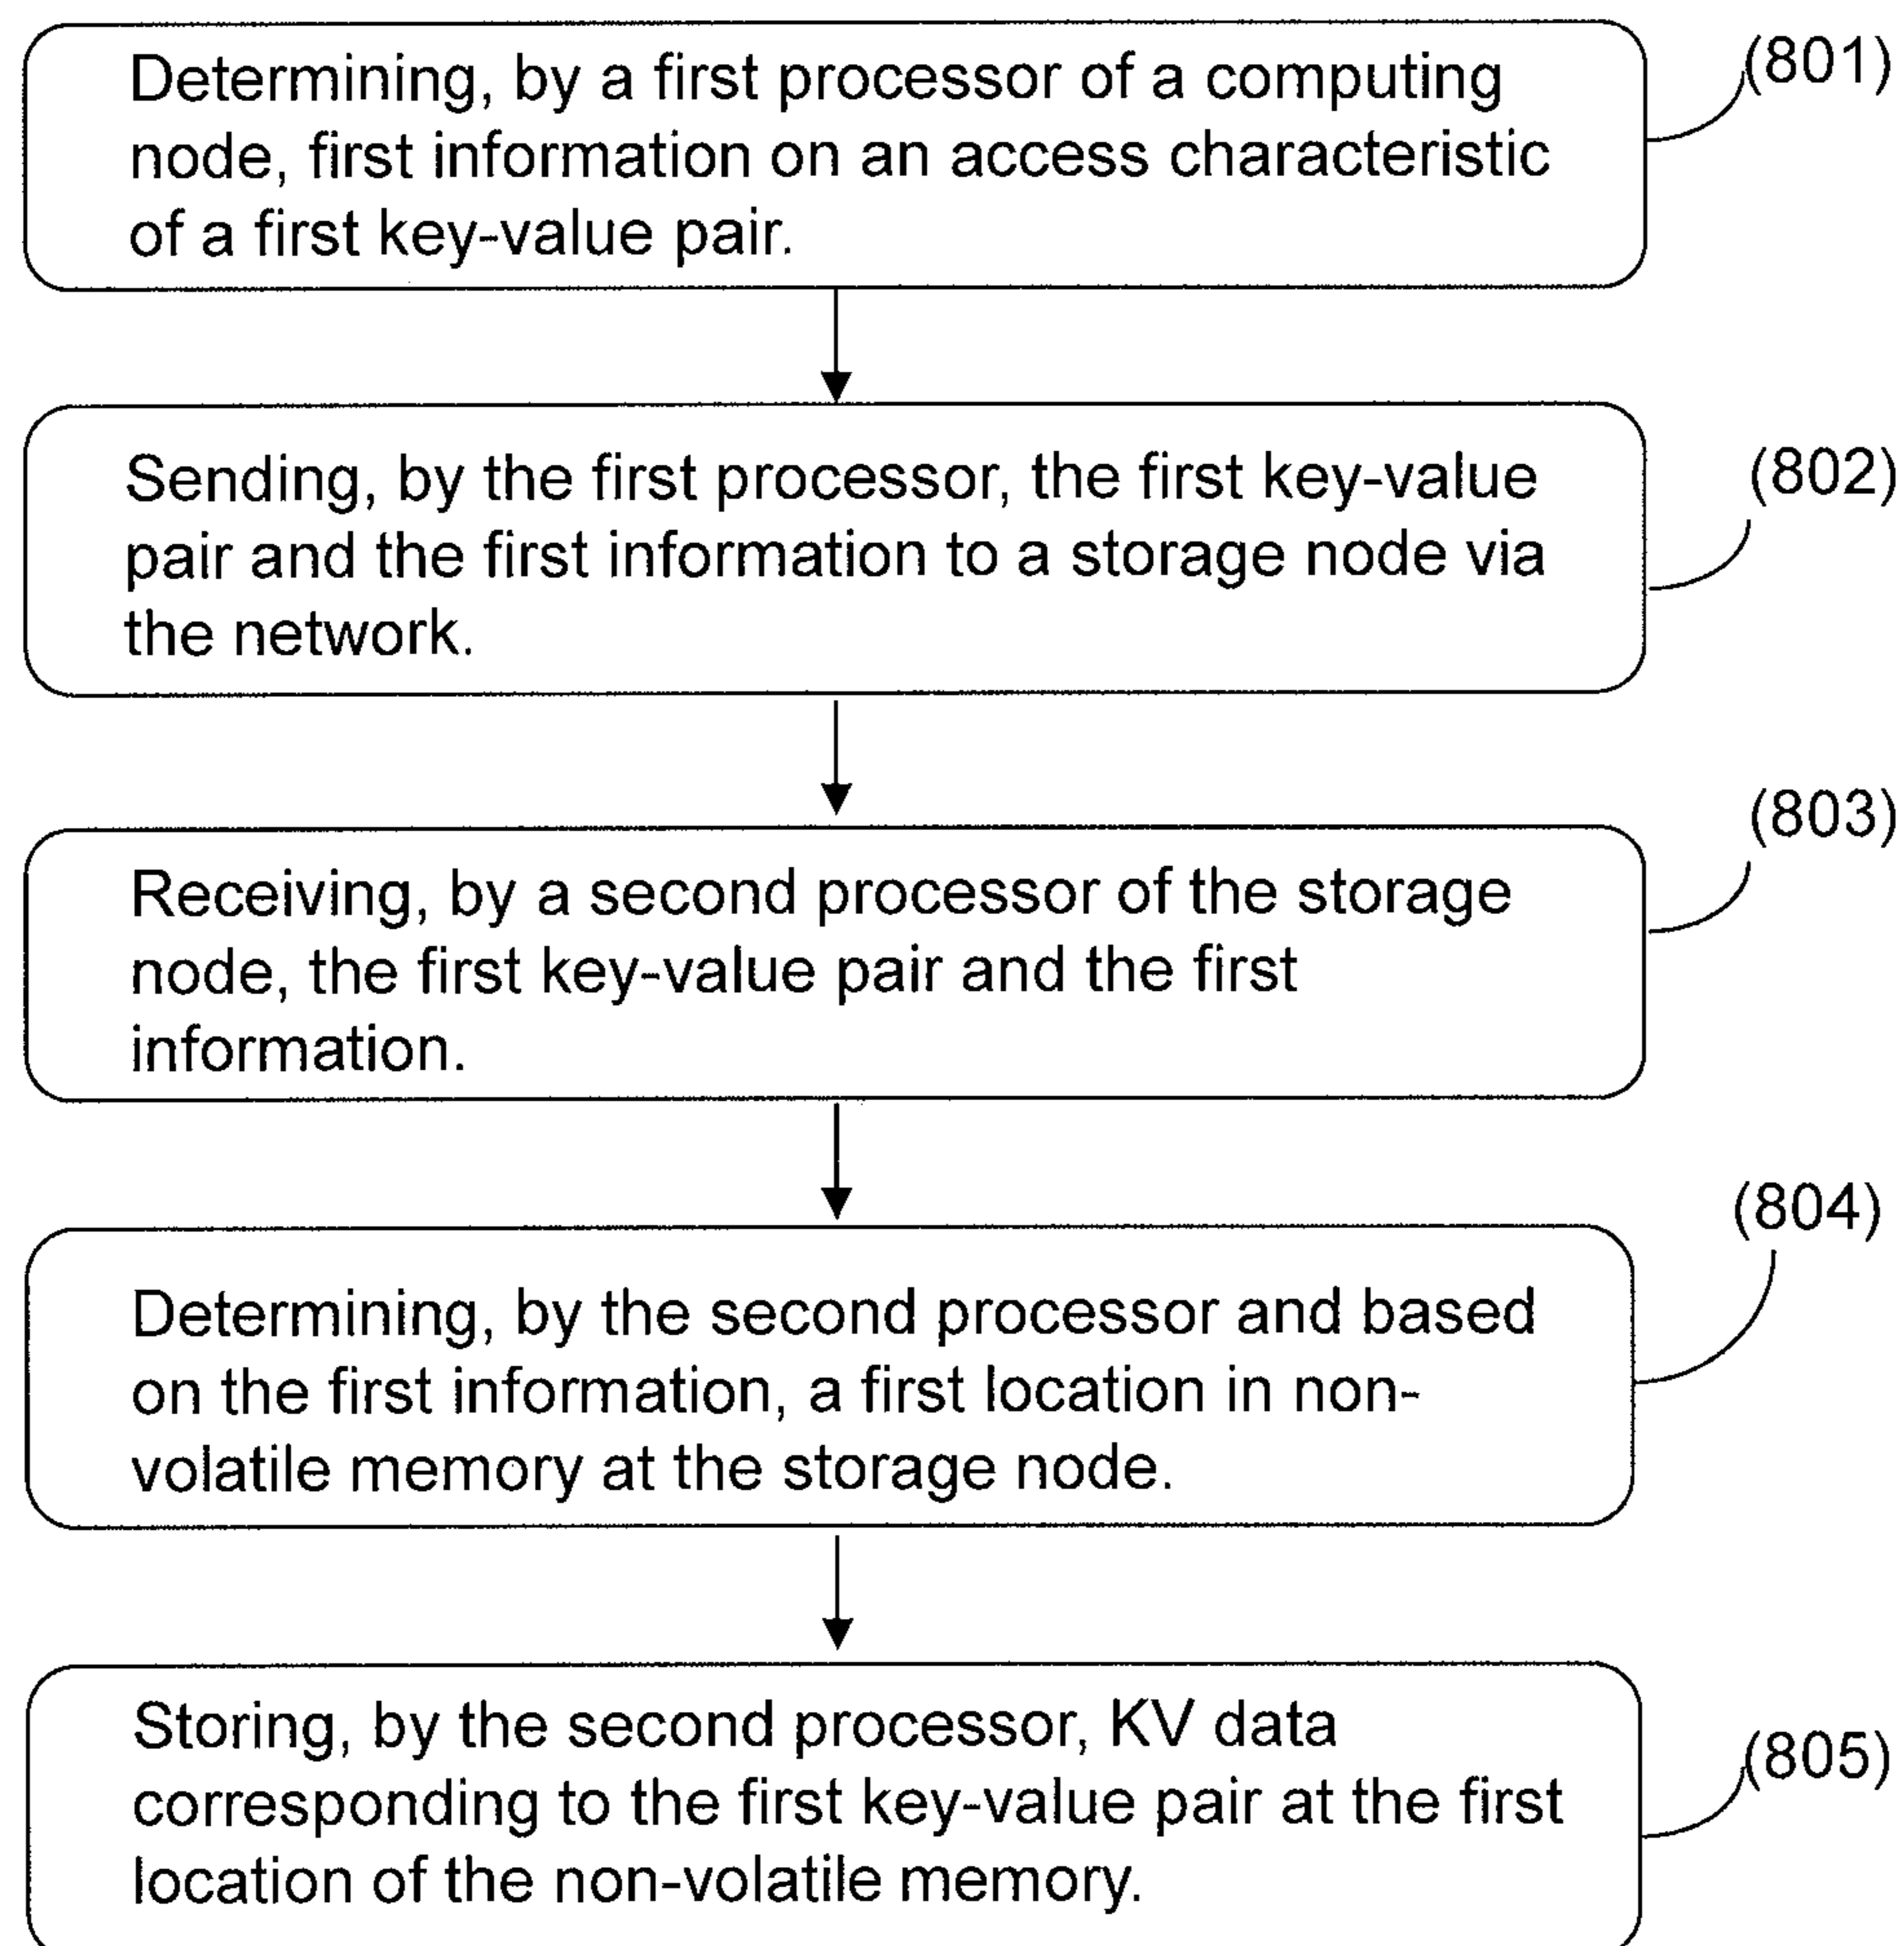 Determining, by a first processor of a computing
node, first information on an access characteristic
of a first key-value pair.
(801)
Sending, by the first processor, the first key-value
pair and the first information to a storage node via
the network.
(802)
Receiving, by a second processor of the storage
node, the first key-value pair and the first
information.
(803)
Determining, by the second processor and based
on the first information, a first location in non-
volatile memory at the storage node.
(804)
Storing, by the second processor, KV data
corresponding to the first key-value pair at the first
location of the non-volatile memory.
(805)